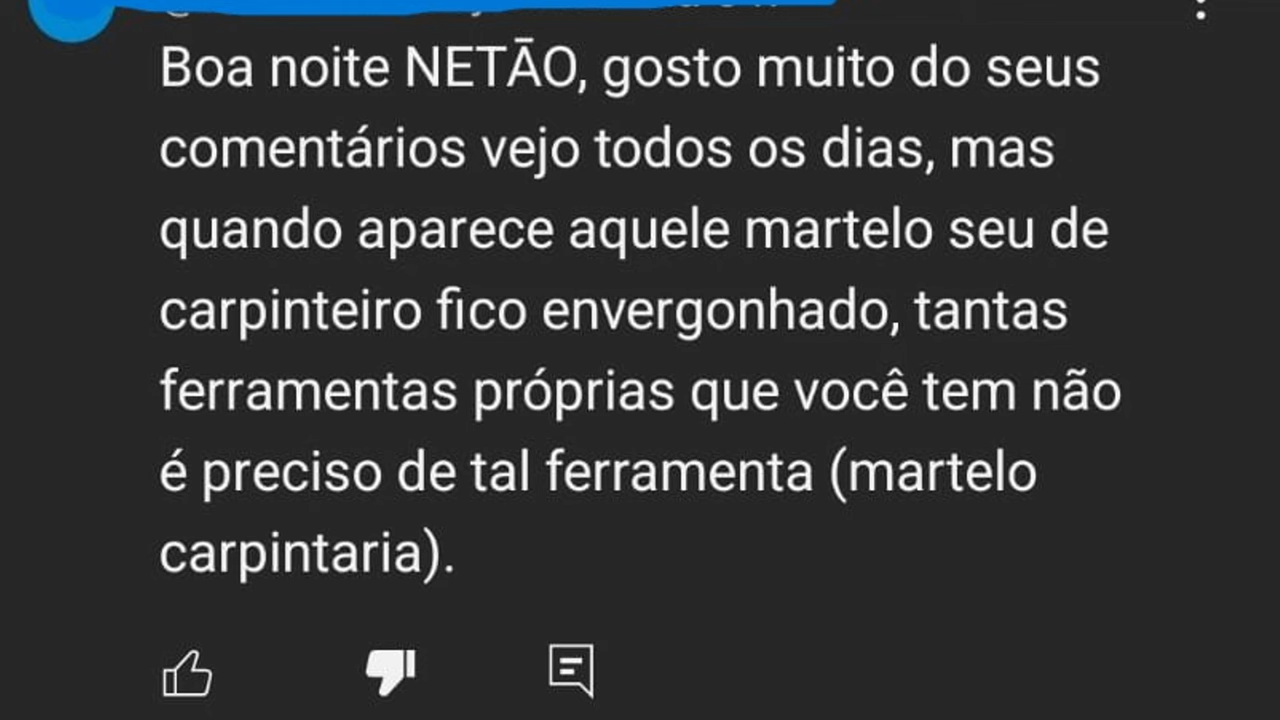 Boa noite NETĀO, gosto muito do seus
comentários vejo todos os dias, mas
quando aparece aquele martelo seu de
carpinteiro fico envergonhado, tantas
ferramentas próprias que você tem não
é preciso de tal ferramenta (martelo
carpintaria).